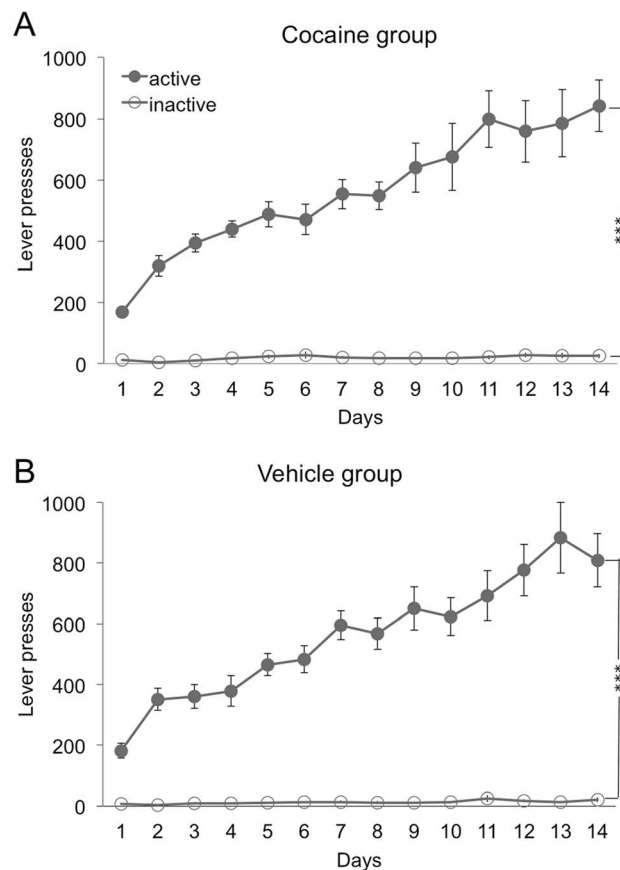 A
Cocaine group
1000
800
600
400
200
0
Lever pressses
active
inactive
***
1 2 3 4 5 6 7 8 9 10 11 12 13 14
Days
B
Vehicle group
1000
800
600
400
200
0
Lever presses
***
1 2 3 4 5 6 7 8 9 10 11 12 13 14
Days